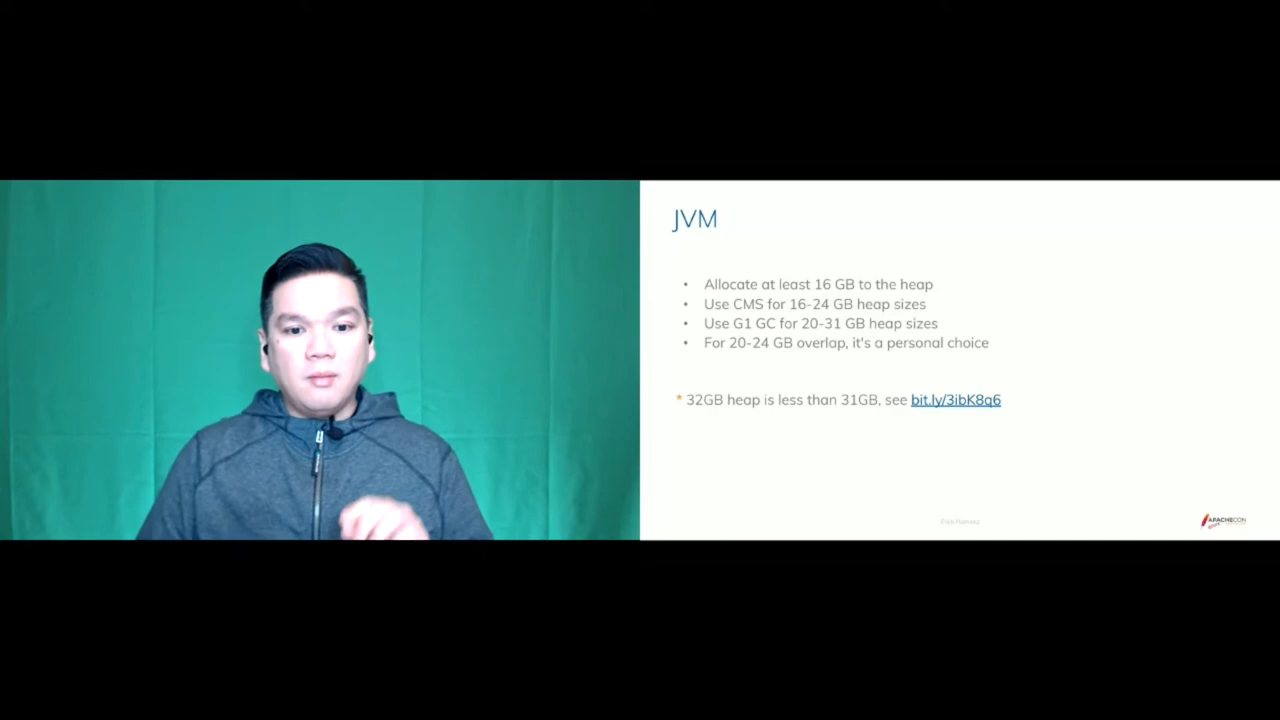 JVM
• Allocate at least 16 GB to the heap
• Use CMS for 16-24 GB heap sizes
• Use G1 GC for 20-31 GB heap sizes
• For 20-24 GB overlap, it's a personal choice
* 32GB heap is less than 31GB, see bit.ly/3ibK8q6
APACHECON